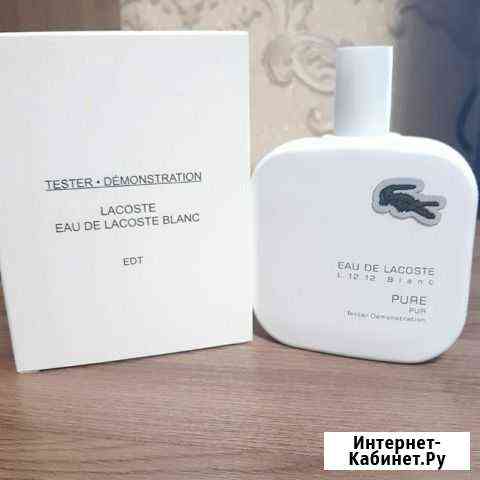 TESTER • DÉMONSTRATION
LACOSTE
EAU DE LACOSTE BLANC
EDT
EAU DE LACOSTE
L.12.12 Blanc
PURE
PUR
Tester Démonstration
Интернет-
Кабинет.Ру